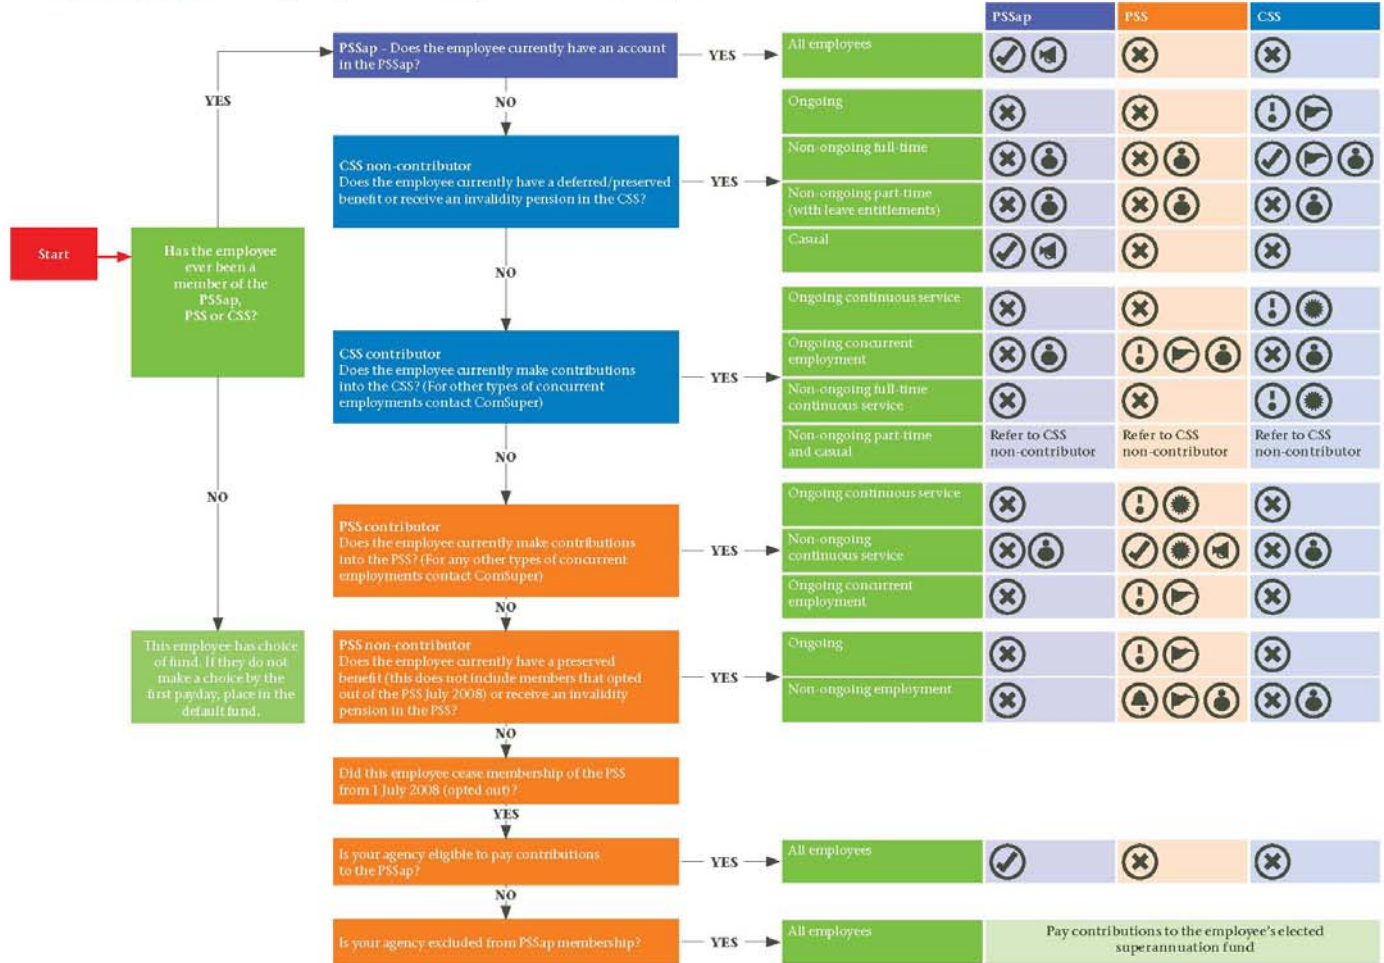 PSSap
PSS
CSS
PSSap – Does the employee currently have an account
in the PSSap?
YES
All employees
YES
NO
CSS non-contributor
Does the employee currently have a deferred/preserved
benefit or receive an invalidity pension in the CSS?
YES
Ongoing
Non-ongoing full-time
Non-ongoing part-time
(with leave entitlements)
Casual
Start
Has the employee
ever been a
member of the
PSSap,
PSS or CSS?
NO
CSS contributor
Does the employee currently make contributions
into the CSS? (For other types of concurrent
employments contact ComSuper)
YES
Ongoing continuous service
Ongoing concurrent
employment
Non-ongoing full-time
continuous service
Non-ongoing part-time
and casual
Refer to CSS
non-contributor
Refer to CSS
non-contributor
Refer to CSS
non-contributor
NO
NO
PSS contributor
Does the employee currently make contributions
into the PSS? (For any other types of concurrent
employments contact ComSuper)
YES
Ongoing continuous service
Non-ongoing
continuous service
Ongoing concurrent
employment
NO
This employee has choice
of fund. If they do not
make a choice by the
first payday, place in the
default fund.
PSS non-contributor
Does the employee currently have a preserved
benefit (this does not include members that opted
out of the PSS July 2008) or receive an invalidity
pension in the PSS?
YES
Ongoing
Non-ongoing employment
NO
Did this employee cease membership of the PSS
from 1 July 2008 (opted out)?
YES
Is your agency eligible to pay contributions
to the PSSap?
YES
All employees
NO
Is your agency excluded from PSSap membership?
YES
All employees
Pay contributions to the employee's elected
superannuation fund